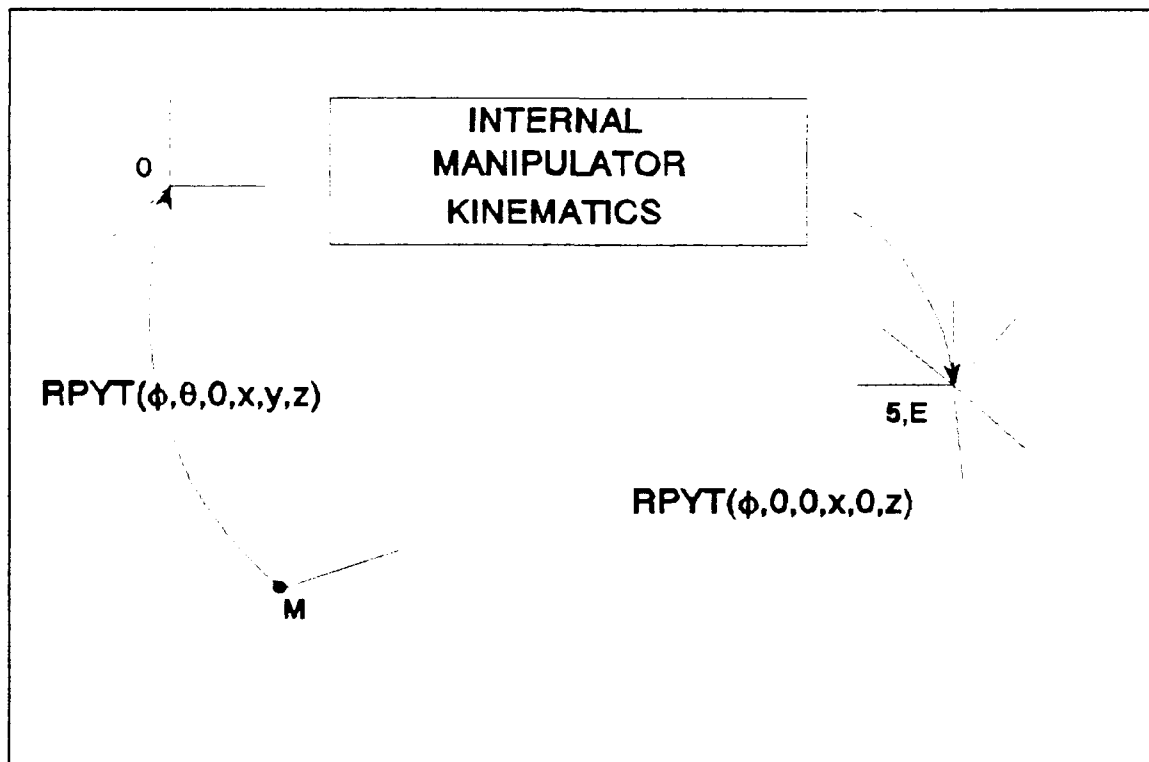 INTERNAL
MANIPULATOR
KINEMATICS
0
RPYT(ϕ,θ,0,x,y,z)
5,E
RPYT(ϕ,0,0,x,0,z)
M